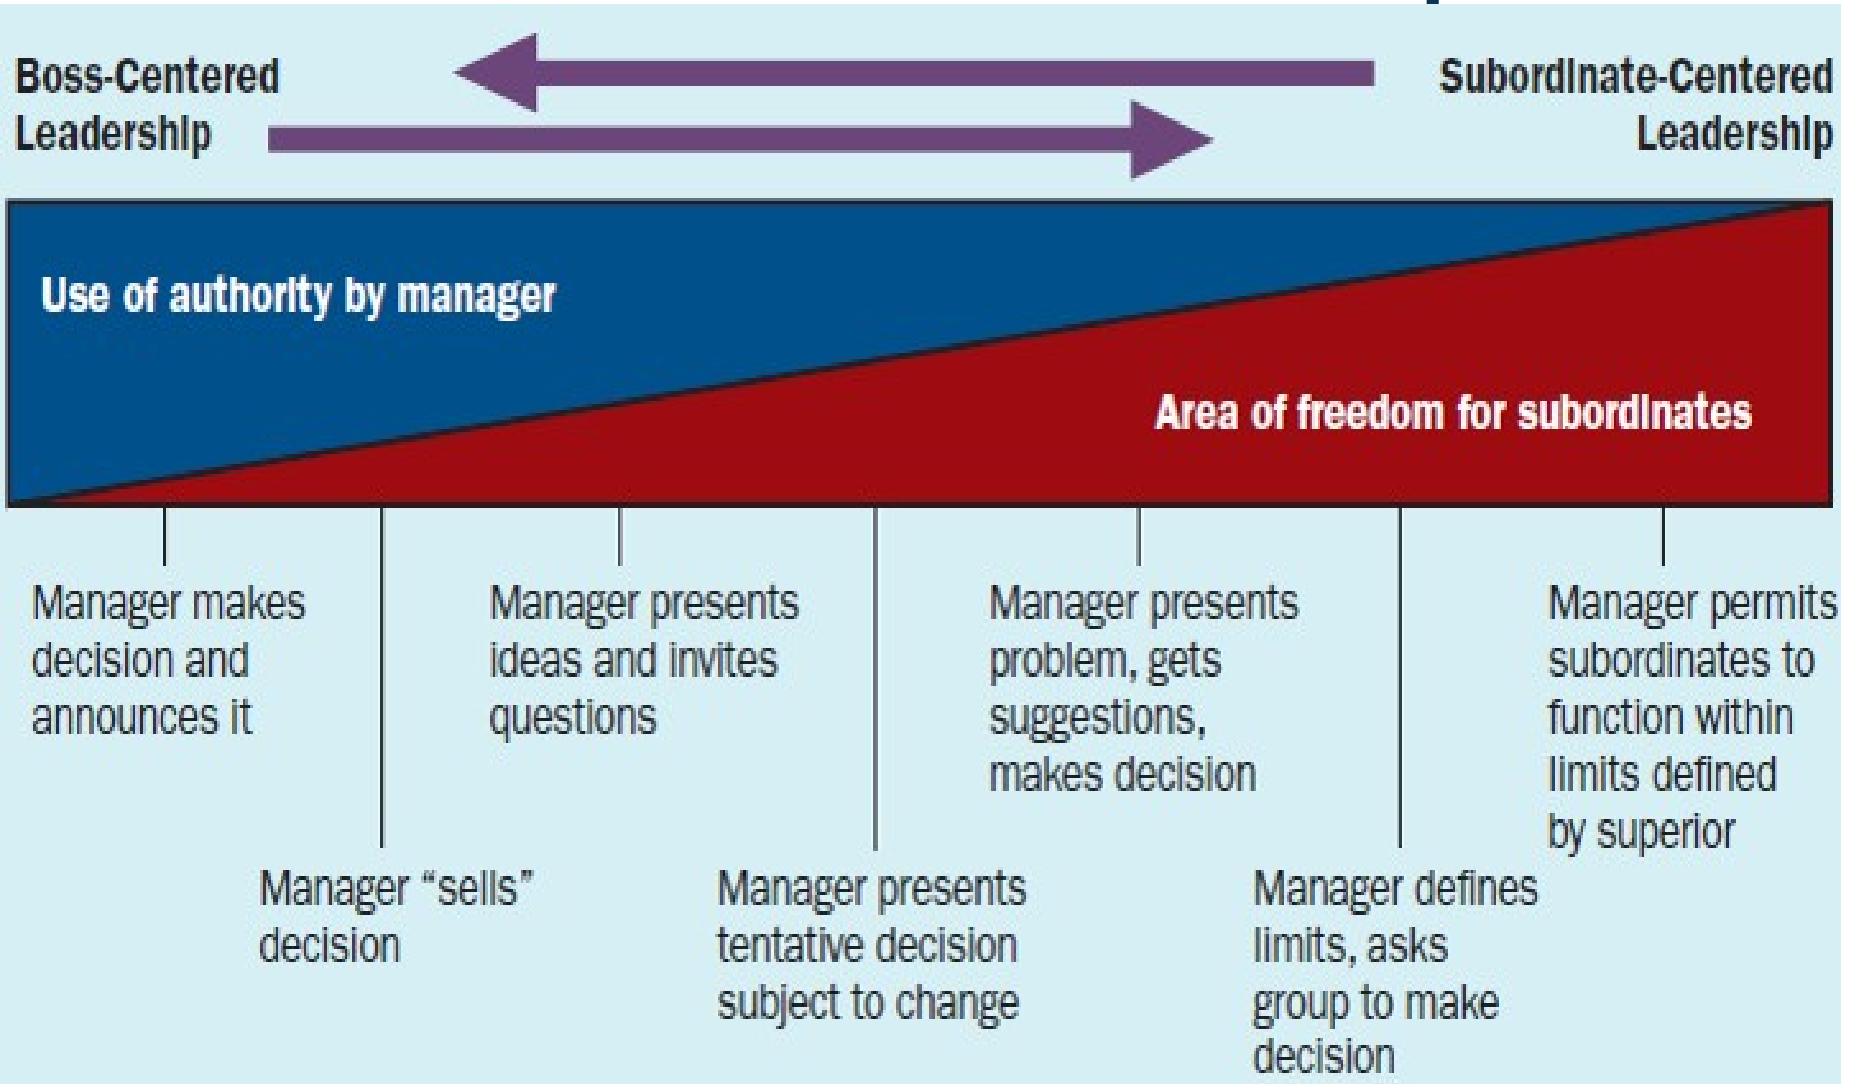 Boss-Centered
Leadership
Subordinate-Centered
Leadership
Use of authority by manager
Area of freedom for subordinates
Manager makes
decision and
announces it
Manager “sells”
decision
Manager presents
ideas and invites
questions
Manager presents
tentative decision
subject to change
Manager presents
problem, gets
suggestions,
makes decision
Manager defines
limits, asks
group to make
decision
Manager permits
subordinates to
function within
limits defined
by superior